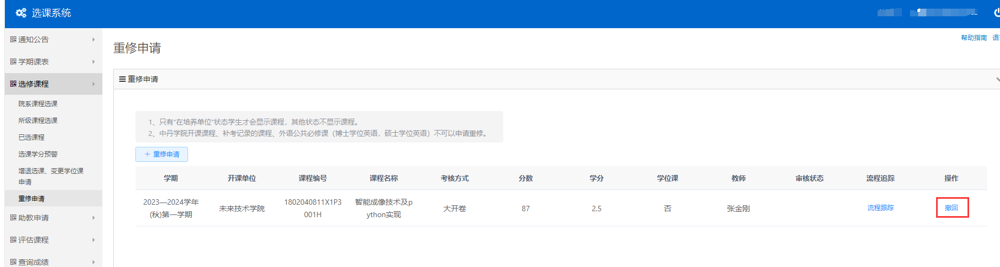 选课系统
帮助指南 语
通知公告
学期课表
选修课程
院系课程选课
所级课程选课
已选课程
选课学分预警
增退选课、变更学位课
申请
重修申请
助教申请
评估课程
查询成绩
重修申请
重修申请
1、只有“在培养单位”状态学生才会显示课程，其他状态不显示课程。
2、中丹学院开课课程、补考记录的课程、外语公共必修课（博士学位英语，硕士学位英语）不可以申请重修。
+ 重修申请
学期 开课单位 课程编号 课程名称 考核方式 分数 学分 学位课 教师 审核状态 流程追踪 操作
2023—2024学年 1802040811X1P3 智能成像技术及p
(秋)第一学期 未来技术学院 001H ython实现 大开卷 87 2.5 否 张金刚 流程跟踪 撤回